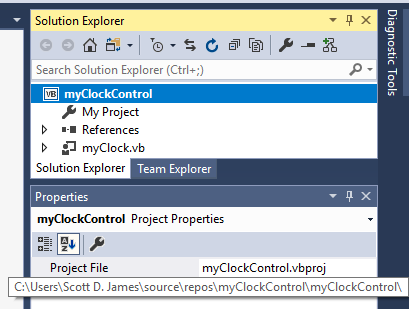 Solution Explorer
Search Solution Explorer (Ctrl+;)
VB myClockControl
My Project
References
myClock.vb
Solution Explorer Team Explorer
Properties
myClockControl Project Properties
Project File myClockControl.vbproj
C:\Users\Scott D. James\source\repos\myClockControl\myClockControl\
Diagnostic Tools